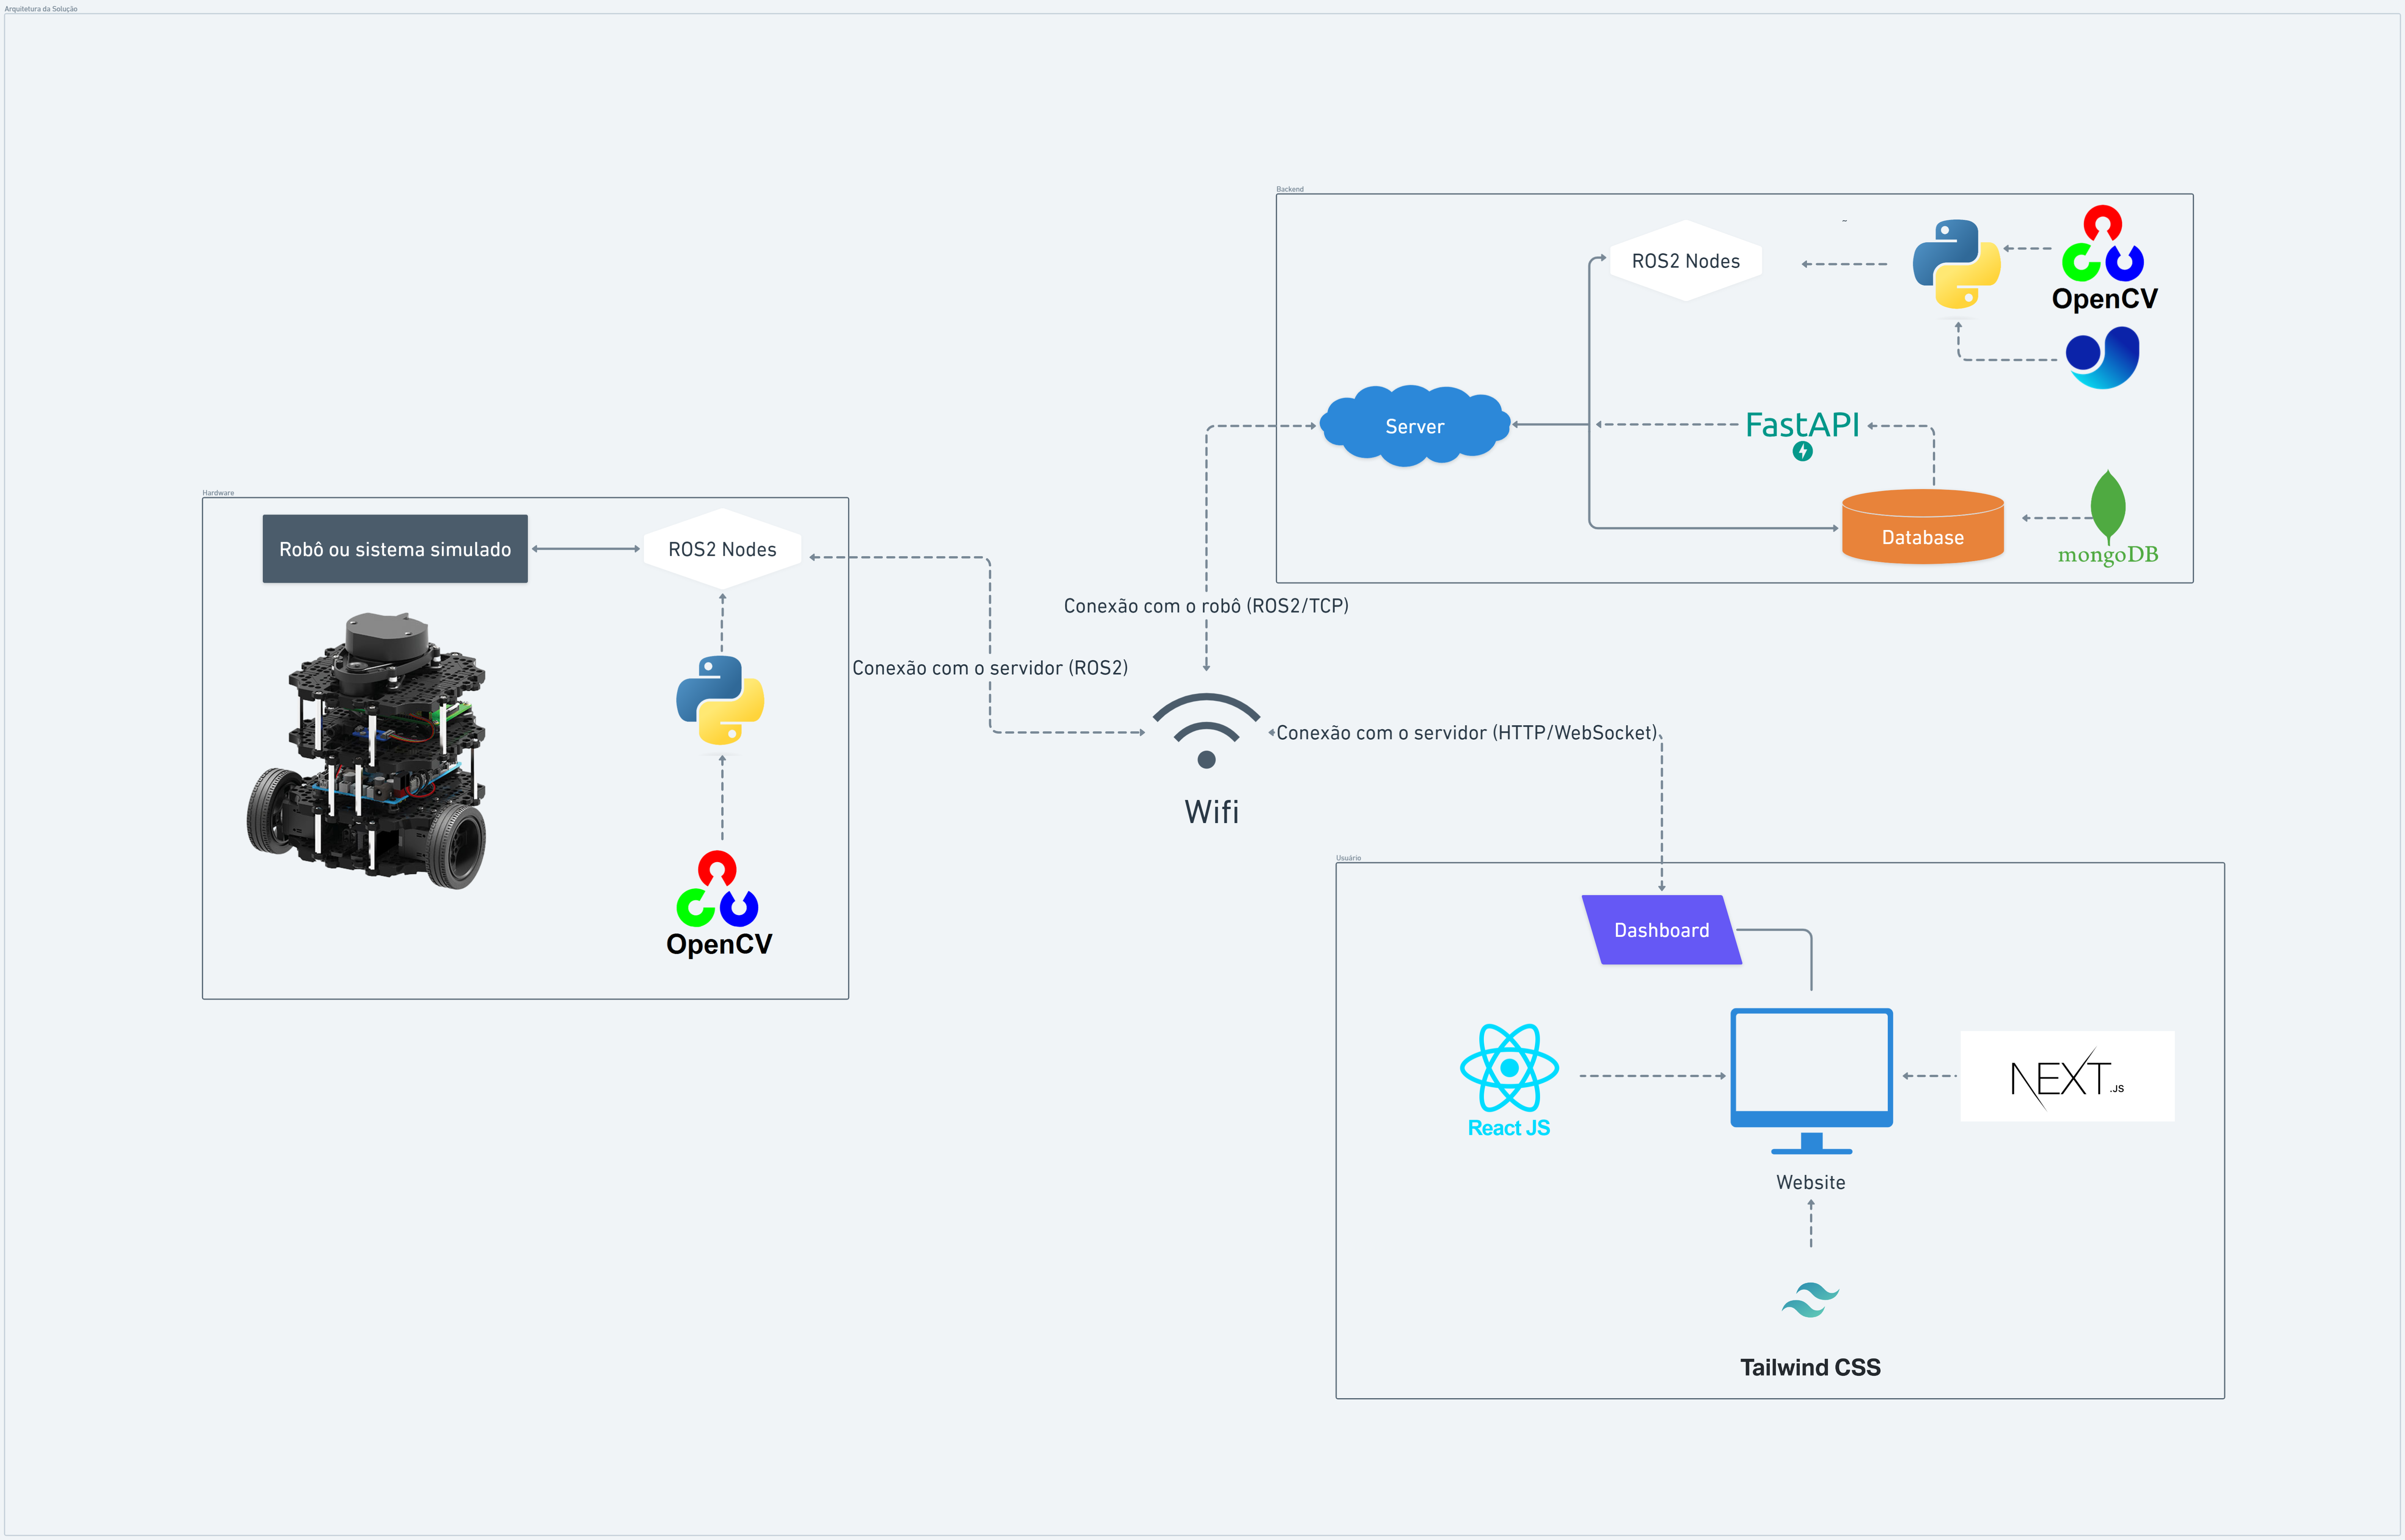 Arquitetura da Solução
Backend
ROS2 Nodes
OpenCV
Server
FastAPI
Database
mongoDB
Hardware
Robô ou sistema simulado
ROS2 Nodes
OpenCV
Conexão com o robô (ROS2/TCP)
Conexão com o servidor (ROS2)
Conexão com o servidor (HTTP/WebSocket)
Wifi
Usuário
Dashboard
React JS
NEXT.JS
Website
Tailwind CSS